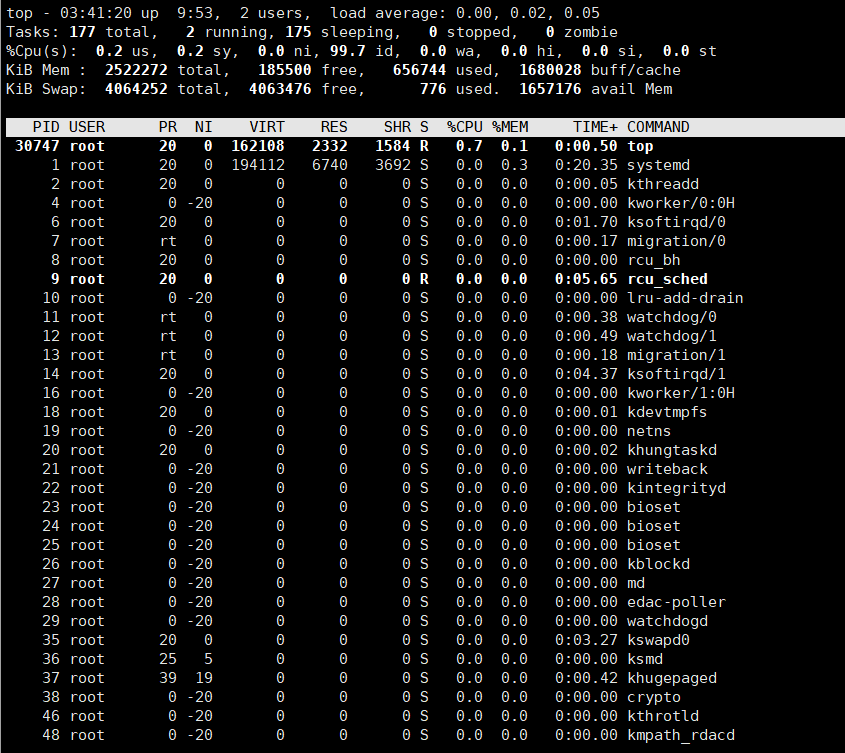 top - 03:41:20 up  9:53,  2 users,  load average: 0.00, 0.02, 0.05
Tasks: 177 total,   2 running, 175 sleeping,   0 stopped,   0 zombie
%Cpu(s):  0.2 us,  0.2 sy,  0.0 ni, 99.7 id,  0.0 wa,  0.0 hi,  0.0 si,  0.0 st
KiB Mem :  2522272 total,   185500 free,   656744 used,  1680028 buff/cache
KiB Swap:  4064252 total,  4063476 free,      776 used.  1657176 avail Mem
   PID USER      PR  NI    VIRT    RES    SHR S  %CPU %MEM     TIME+ COMMAND
 30747 root      20   0  162108   2332   1584 R   0.7  0.1   0:00.50 top
     1 root      20   0  194112   6740   3692 S   0.0  0.3   0:20.35 systemd
     2 root      20   0       0      0      0 S   0.0  0.0   0:00.05 kthreadd
     4 root       0 -20       0      0      0 S   0.0  0.0   0:00.00 kworker/0:0H
     6 root      20   0       0      0      0 S   0.0  0.0   0:01.70 ksoftirqd/0
     7 root      rt   0       0      0      0 S   0.0  0.0   0:00.17 migration/0
     8 root      20   0       0      0      0 S   0.0  0.0   0:00.00 rcu_bh
     9 root      20   0       0      0      0 R   0.0  0.0   0:05.65 rcu_sched
    10 root       0 -20       0      0      0 S   0.0  0.0   0:00.00 lru-add-drain
    11 root      rt   0       0      0      0 S   0.0  0.0   0:00.38 watchdog/0
    12 root      rt   0       0      0      0 S   0.0  0.0   0:00.49 watchdog/1
    13 root      rt   0       0      0      0 S   0.0  0.0   0:00.18 migration/1
    14 root      20   0       0      0      0 S   0.0  0.0   0:04.37 ksoftirqd/1
    16 root       0 -20       0      0      0 S   0.0  0.0   0:00.00 kworker/1:0H
    18 root      20   0       0      0      0 S   0.0  0.0   0:00.01 kdevtmpfs
    19 root       0 -20       0      0      0 S   0.0  0.0   0:00.00 netns
    20 root      20   0       0      0      0 S   0.0  0.0   0:00.02 khungtaskd
    21 root       0 -20       0      0      0 S   0.0  0.0   0:00.00 writeback
    22 root       0 -20       0      0      0 S   0.0  0.0   0:00.00 kintegrityd
    23 root       0 -20       0      0      0 S   0.0  0.0   0:00.00 bioset
    24 root       0 -20       0      0      0 S   0.0  0.0   0:00.00 bioset
    25 root       0 -20       0      0      0 S   0.0  0.0   0:00.00 bioset
    26 root       0 -20       0      0      0 S   0.0  0.0   0:00.00 kblockd
    27 root       0 -20       0      0      0 S   0.0  0.0   0:00.00 md
    28 root       0 -20       0      0      0 S   0.0  0.0   0:00.00 edac-poller
    29 root       0 -20       0      0      0 S   0.0  0.0   0:00.00 watchdogd
    35 root      20   0       0      0      0 S   0.0  0.0   0:03.27 kswapd0
    36 root      25   5       0      0      0 S   0.0  0.0   0:00.00 ksmd
    37 root      39  19       0      0      0 S   0.0  0.0   0:00.42 khugepaged
    38 root       0 -20       0      0      0 S   0.0  0.0   0:00.00 crypto
    46 root       0 -20       0      0      0 S   0.0  0.0   0:00.00 kthrotld
    48 root       0 -20       0      0      0 S   0.0  0.0   0:00.00 kmpath_rdacd